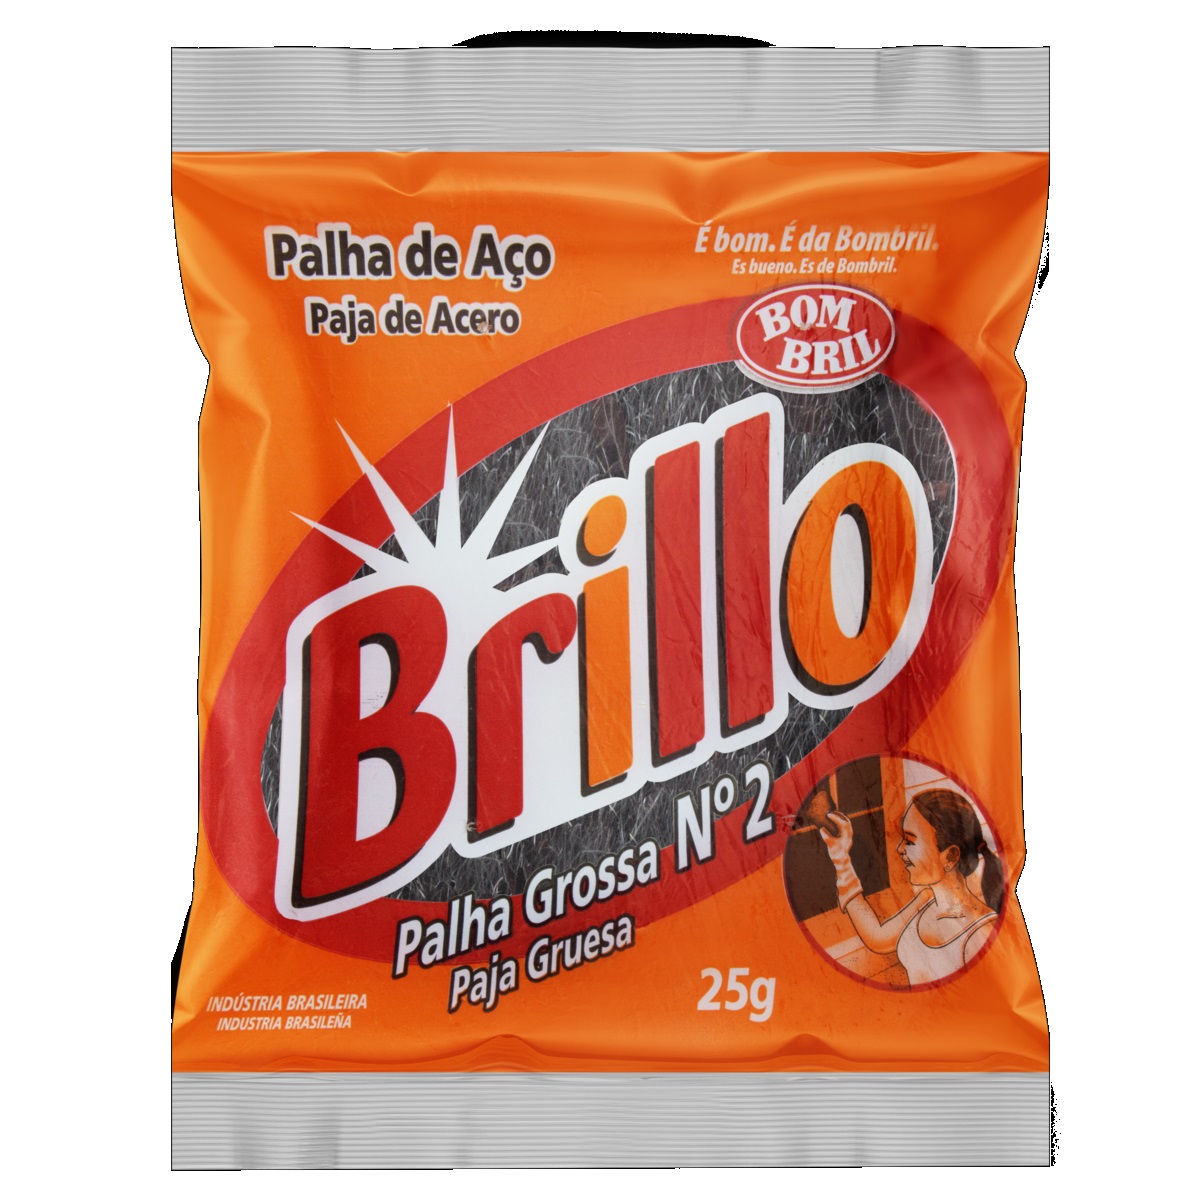 Palha de Aço
Paja de Acero
É bom. É da Bombril.
Es bueno. Es de Bombril.
BOM
BRIL
Brillo
Palha Grossa Nº 2
Paja Gruesa
INDÚSTRIA BRASILEIRA
INDUSTRIA BRASILEÑA
25g